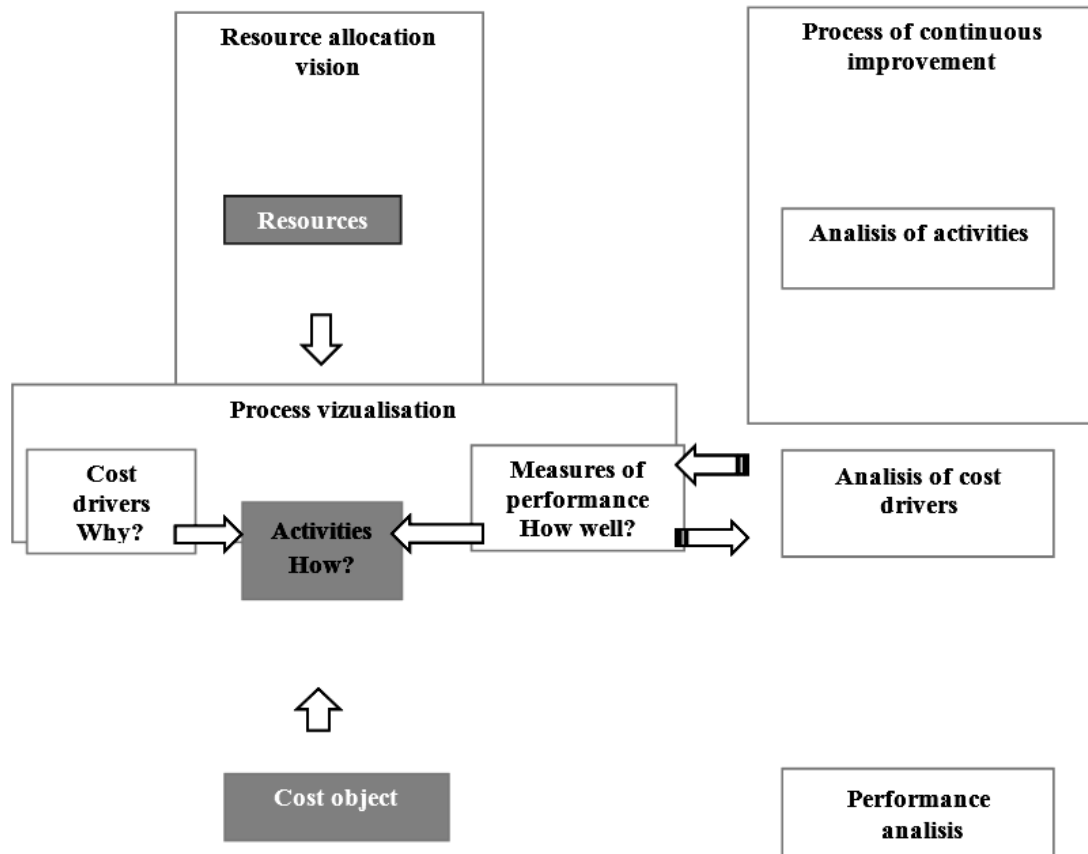 Resource allocation
vision
Process of continuous
improvement
Resources
Analisis of activities
Process vizualisation
Cost
drivers
Why?
Activities
How?
Measures of
performance
How well?
Analisis of cost
drivers
Cost object
Performance
analisis